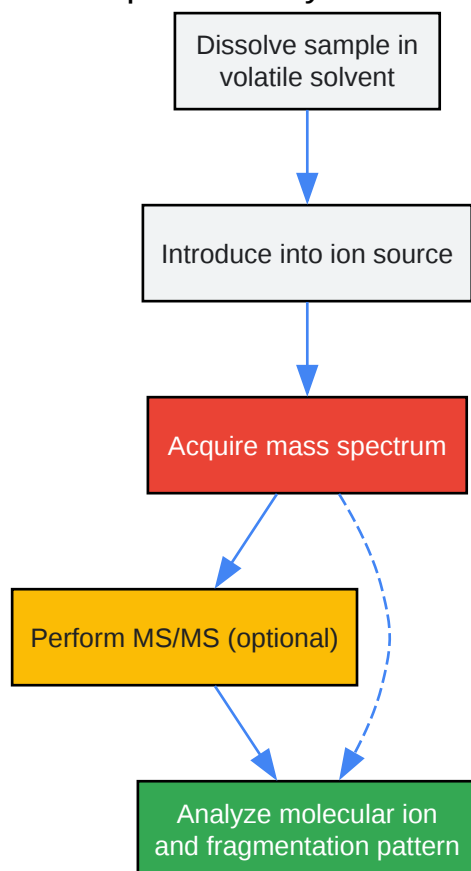 Dissolve sample in
volatile solvent
Introduce into ion source
Acquire mass spectrum
Perform MS/MS (optional)
Analyze molecular ion
and fragmentation pattern